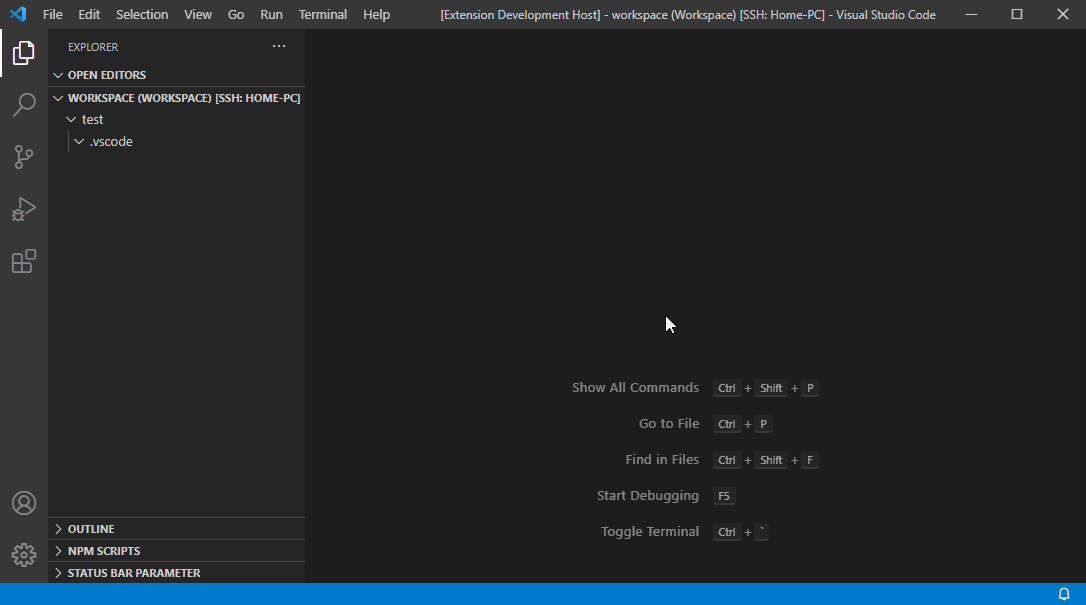 File Edit Selection View Go Run Terminal Help [Extension Development Host] - workspace (Workspace) [SSH: Home-PC] - Visual Studio Code
EXPLORER
OPEN EDITORS
WORKSPACE (WORKSPACE) [SSH: HOME-PC]
test
.vscode
Show All Commands Ctrl + Shift + P
Go to File Ctrl + P
Find in Files Ctrl + Shift + F
Start Debugging F5
Toggle Terminal Ctrl + `
OUTLINE
NPM SCRIPTS
STATUS BAR PARAMETER